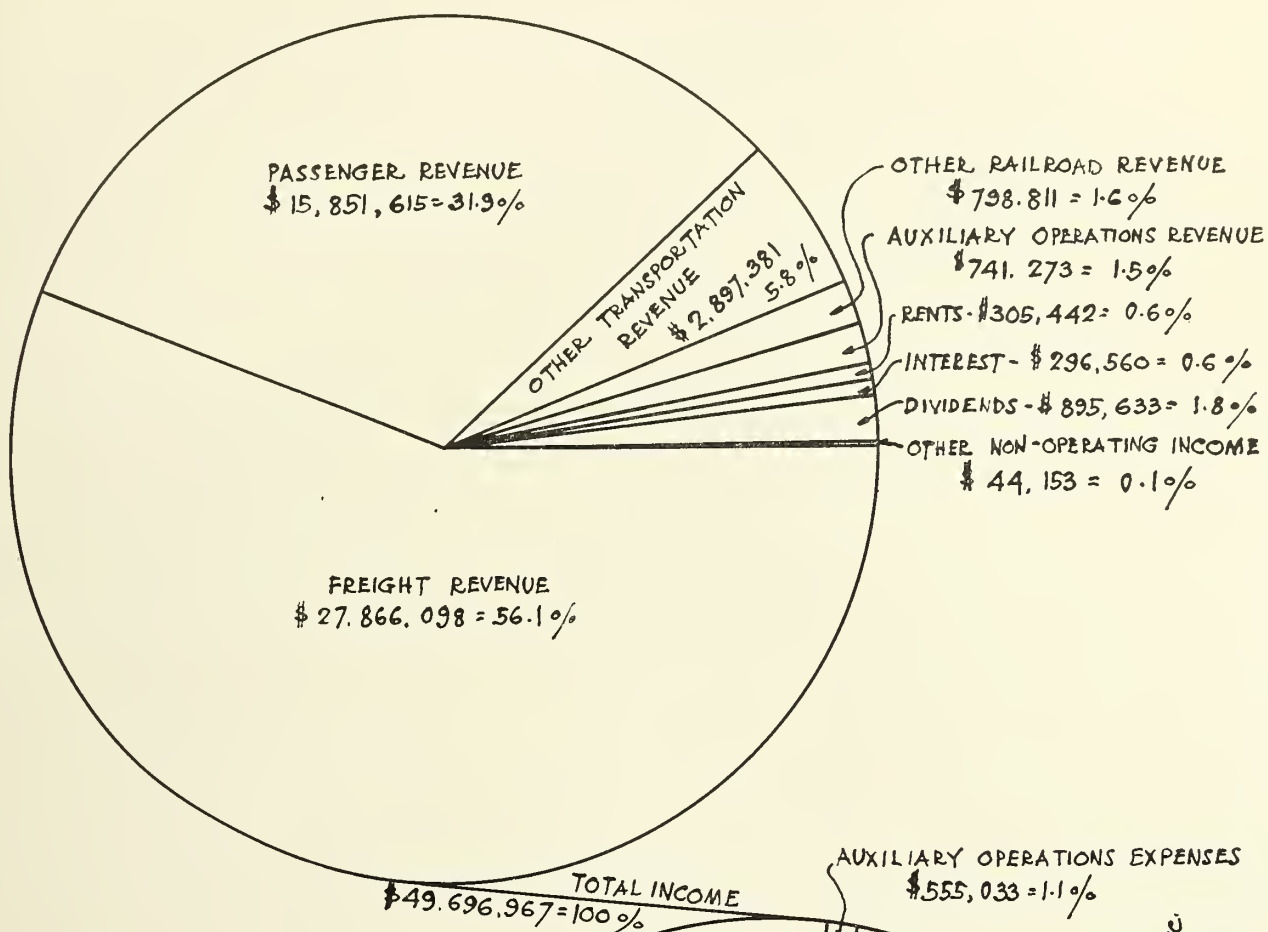 PASSENGER REVENUE
$ 15,851,615=31.9%
OTHER TRANSPORTATION
REVENUE
$ 2.897.381
5.8%
OTHER RAILROAD REVENUE
$798.811 = 1.6%
AUXILIARY OPERATIONS REVENUE
$741.273 = 1.5%
RENTS-$305,442= 0.6%
INTEREST- $296,560 = 0.6%
DIVIDENDS-$ 895,633= 1.8%
OTHER NON-OPERATING INCOME
$ 44,153 = 0.1%
FREIGHT REVENUE
$ 27.866.098 = 56.1%
TOTAL INCOME
$49.696.967=100%
AUXILIARY OPERATIONS EXPENSES
$555,033=1.1%